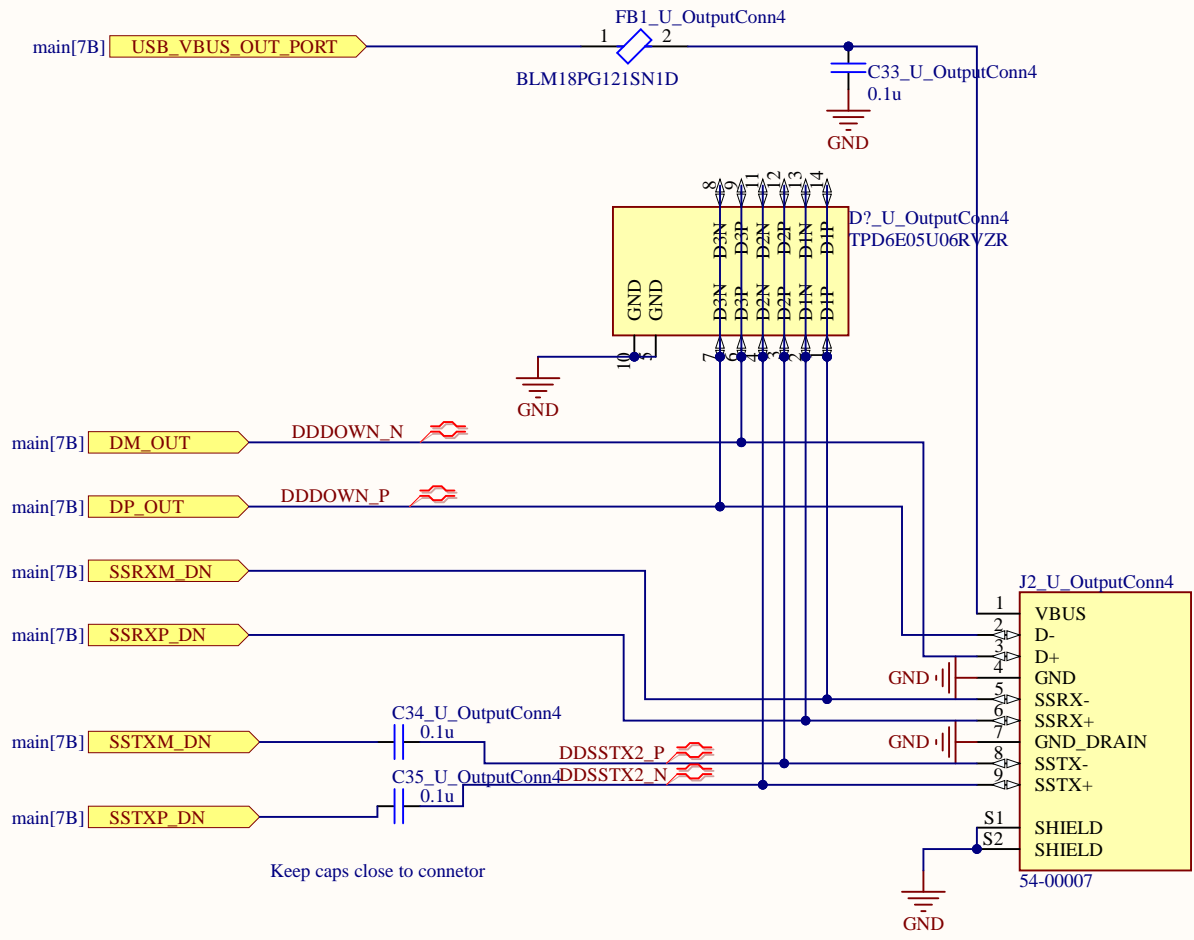 FB1_U_OutputConn4
main[7B] USB_VBUS_OUT_PORT 1 2
BLM18PG121SN1D
C33_U_OutputConn4
0.1u
GND
8 9 11 12 13 14
D?_U_OutputConn4
TPD6E05U06RVZR
D3N D3P D2N D2P D1N D1P
GND GND D3N D3P D2N D2P D1N D1P
10 5 7 6 4 3 2 1
GND
main[7B] DM_OUT DDDOWN_N
main[7B] DP_OUT DDDOWN_P
main[7B] SSRXM_DN
J2_U_OutputConn4
1 VBUS
main[7B] SSRXP_DN 2 D-
3 D+
GND 4 GND
5 SSRX-
6 SSRX+
C34_U_OutputConn4
0.1u
main[7B] SSTXM_DN GND 7 GND_DRAIN
DDSSTX2_P 8 SSTX-
C35_U_OutputConn4 DDSSTX2_N 9 SSTX+
0.1u
main[7B] SSTXP_DN
S1 SHIELD
S2 SHIELD
Keep caps close to connetor
54-00007
GND